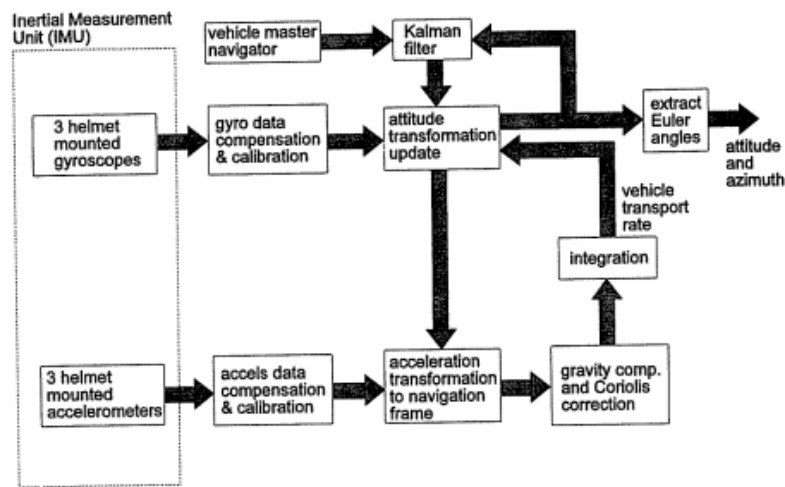 Inertial Measurement
Unit (IMU)
vehicle master
navigator
Kalman
filter
3 helmet
mounted
gyroscopes
gyro data
compensation
& calibration
attitude
transformation
update
extract
Euler
angles
attitude
and
azimuth
vehicle
transport
rate
integration
3 helmet
mounted
accelerometers
accels data
compensation
& calibration
acceleration
transformation
to navigation
frame
gravity comp.
and Coriolis
correction